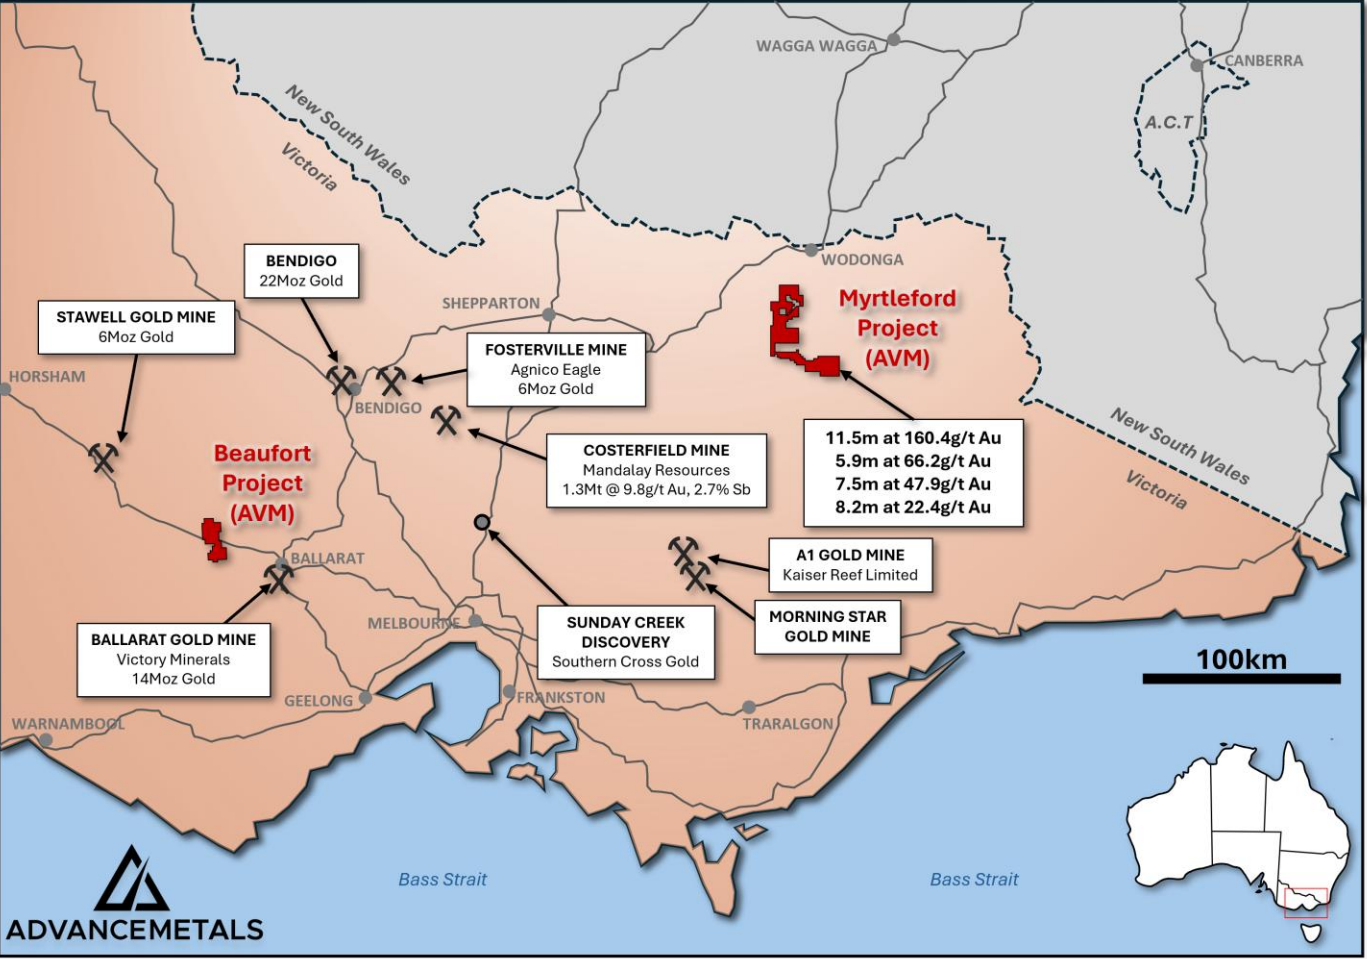 WAGGA WAGGA
CANBERRA
A.C.T
New South Wales
Victoria
WODONGA
BENDIGO
22Moz Gold
STAWELL GOLD MINE
6Moz Gold
SHEPPARTON
Myrtleford
Project
(AVM)
FOSTERVILLE MINE
Agnico Eagle
6Moz Gold
HORSHAM
BENDIGO
COSTERFIELD MINE
Mandalay Resources
1.3Mt @ 9.8g/t Au, 2.7% Sb
11.5m at 160.4g/t Au
5.9m at 66.2g/t Au
7.5m at 47.9g/t Au
8.2m at 22.4g/t Au
New South Wales
Victoria
Beaufort
Project
(AVM)
BALLARAT
A1 GOLD MINE
Kaiser Reef Limited
MORNING STAR
GOLD MINE
MELBOURNE
SUNDAY CREEK
DISCOVERY
Southern Cross Gold
BALLARAT GOLD MINE
Victory Minerals
14Moz Gold
100km
GEELONG
FRANKSTON
WARNAMBOOL
TRARALGON
Bass Strait
Bass Strait
ADVANCEMETALS